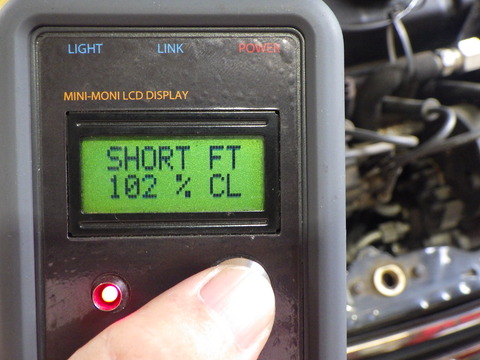 LIGHT LINK POWER
MINI-MONI LCD DISPLAY
SHORT FT
102 % CL